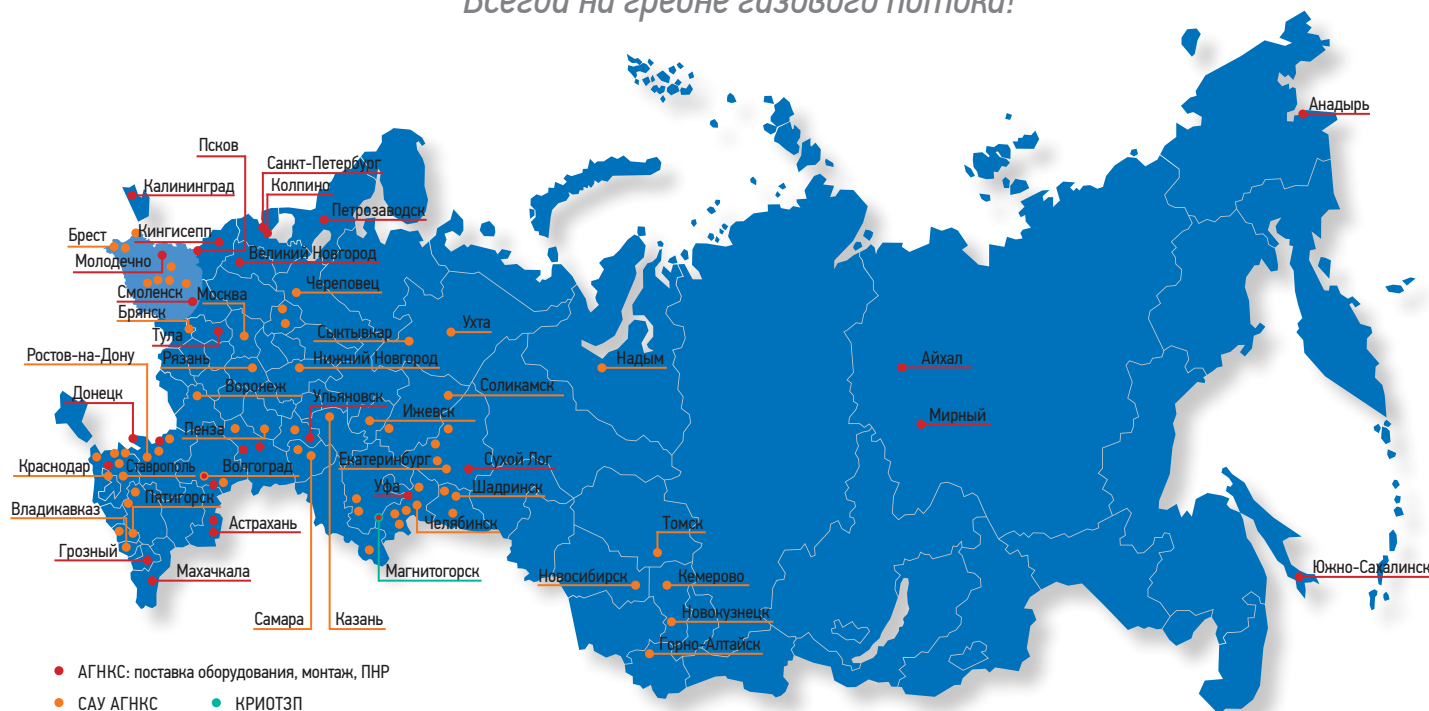 Всегда на гребне газового потока!
Анадырь
Псков
Санкт-Петербург
Калининград
Колпино
Петрозаводск
Брест
Кингисепп
Молодечно
Великий Новгород
Смоленск
Москва
Череповец
Брянск
Тула
Сыктывкар
Ухта
Ростов-на-Дону
Рязань
Нижний Новгород
Надым
Айхал
Донецк
Воронеж
Ульяновск
Соликамск
Ижевск
Мирный
Пенза
Краснодар
Ставрополь
Волгоград
Екатеринбург
Сухой Лог
Уфа
Шадринск
Пятигорск
Владикавказ
Астрахань
Челябинск
Томск
Грозный
Махачкала
Магнитогорск
Новосибирск
Кемерово
Южно-Сахалинск
Самара
Казань
Новокузнецк
Горно-Алтайск
АГНКС: поставка оборудования, монтаж, ПНР
САУ АГНКС
КРИОТЗП